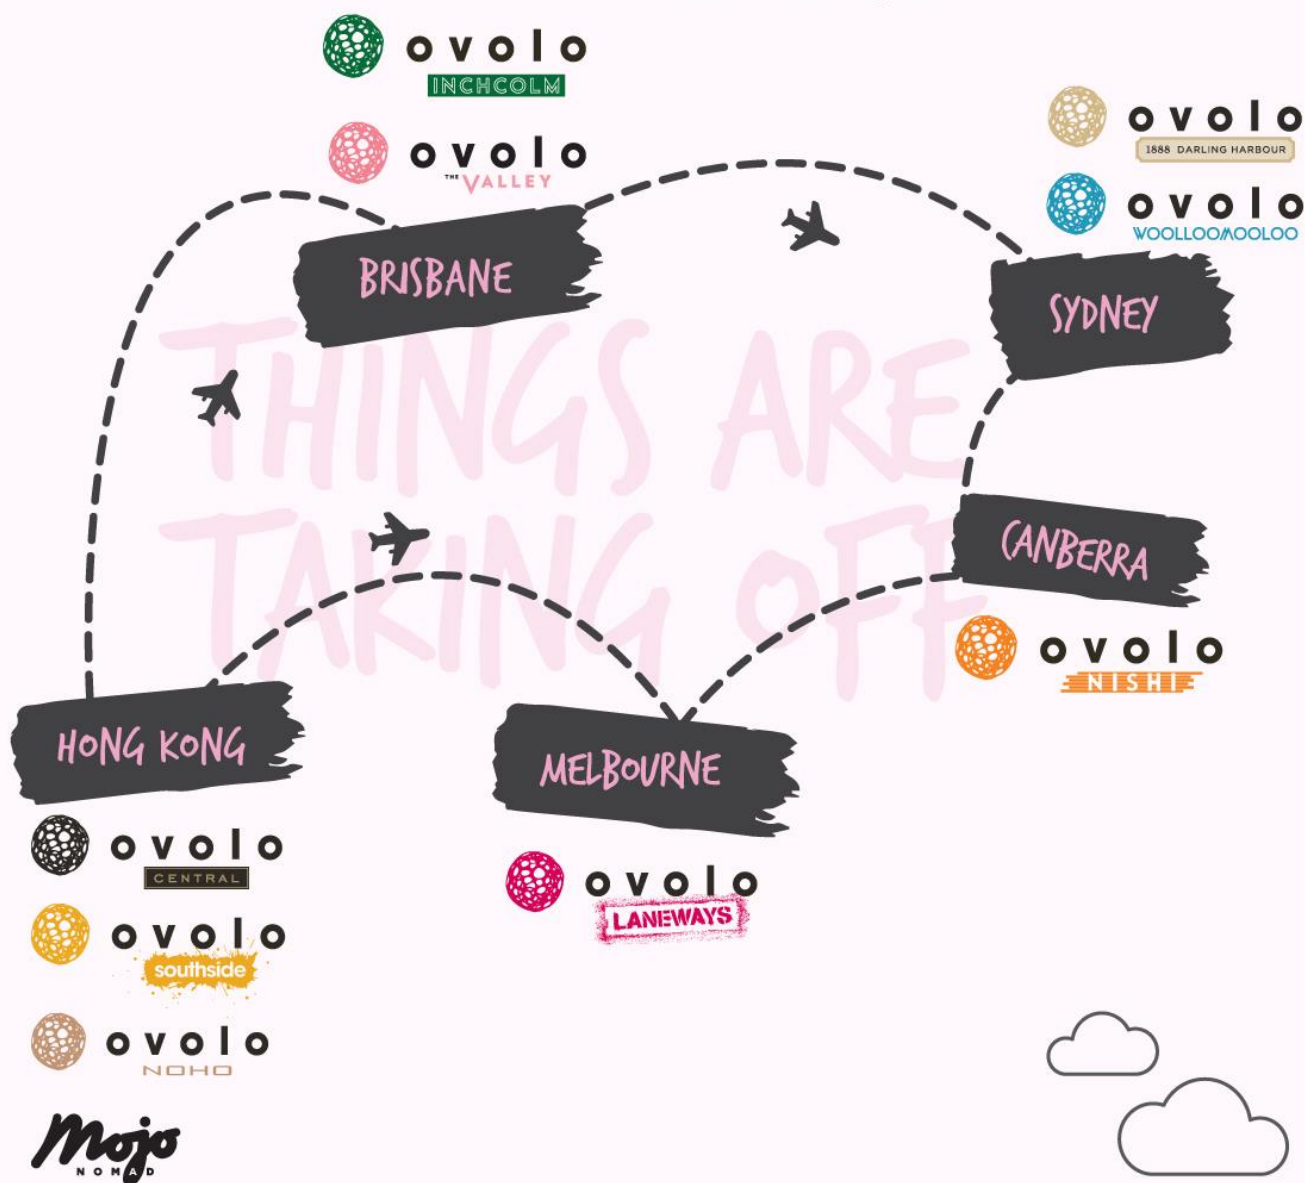 ovolo
INCHCOLM
ovolo
THE VALLEY
BRISBANE
ovolo
1888 DARLING HARBOUR
ovolo
WOOLLOOMOOLOO
SYDNEY
THINGS ARE
TAKING OFF
CANBERRA
ovolo
NISHI
HONG KONG
ovolo
CENTRAL
ovolo
southside
ovolo
NOHO
Mojo
NOMAD
MELBOURNE
ovolo
LANEWAYS